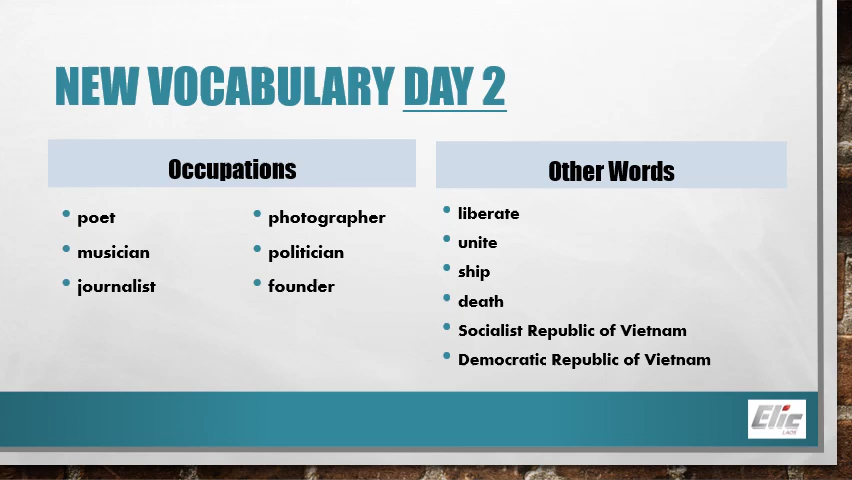 NEW VOCABULARY DAY 2
Occupations
poet
musician
journalist
photographer
politician
founder
Other Words
liberate
unite
ship
death
Socialist Republic of Vietnam
Democratic Republic of Vietnam
Elic
LAOS